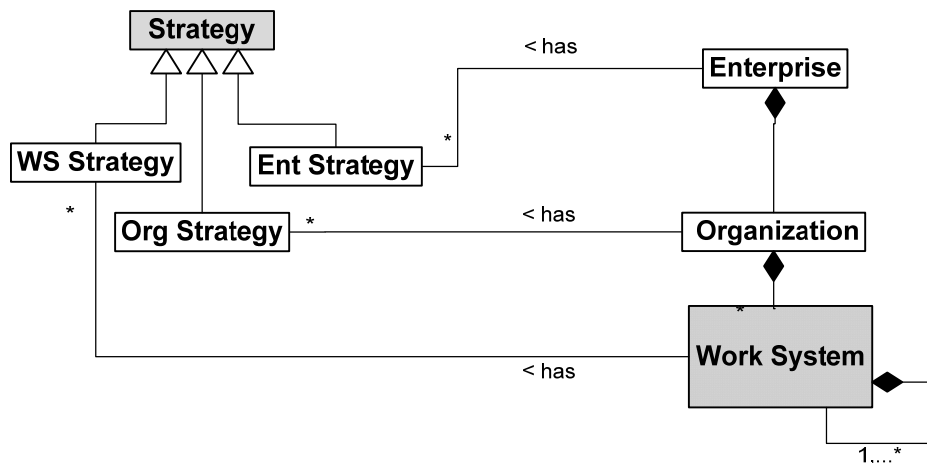 Strategy
< has
Enterprise
*
WS Strategy
Ent Strategy
*
*
< has
Org Strategy
Organization
*
Work System
< has
1,...*